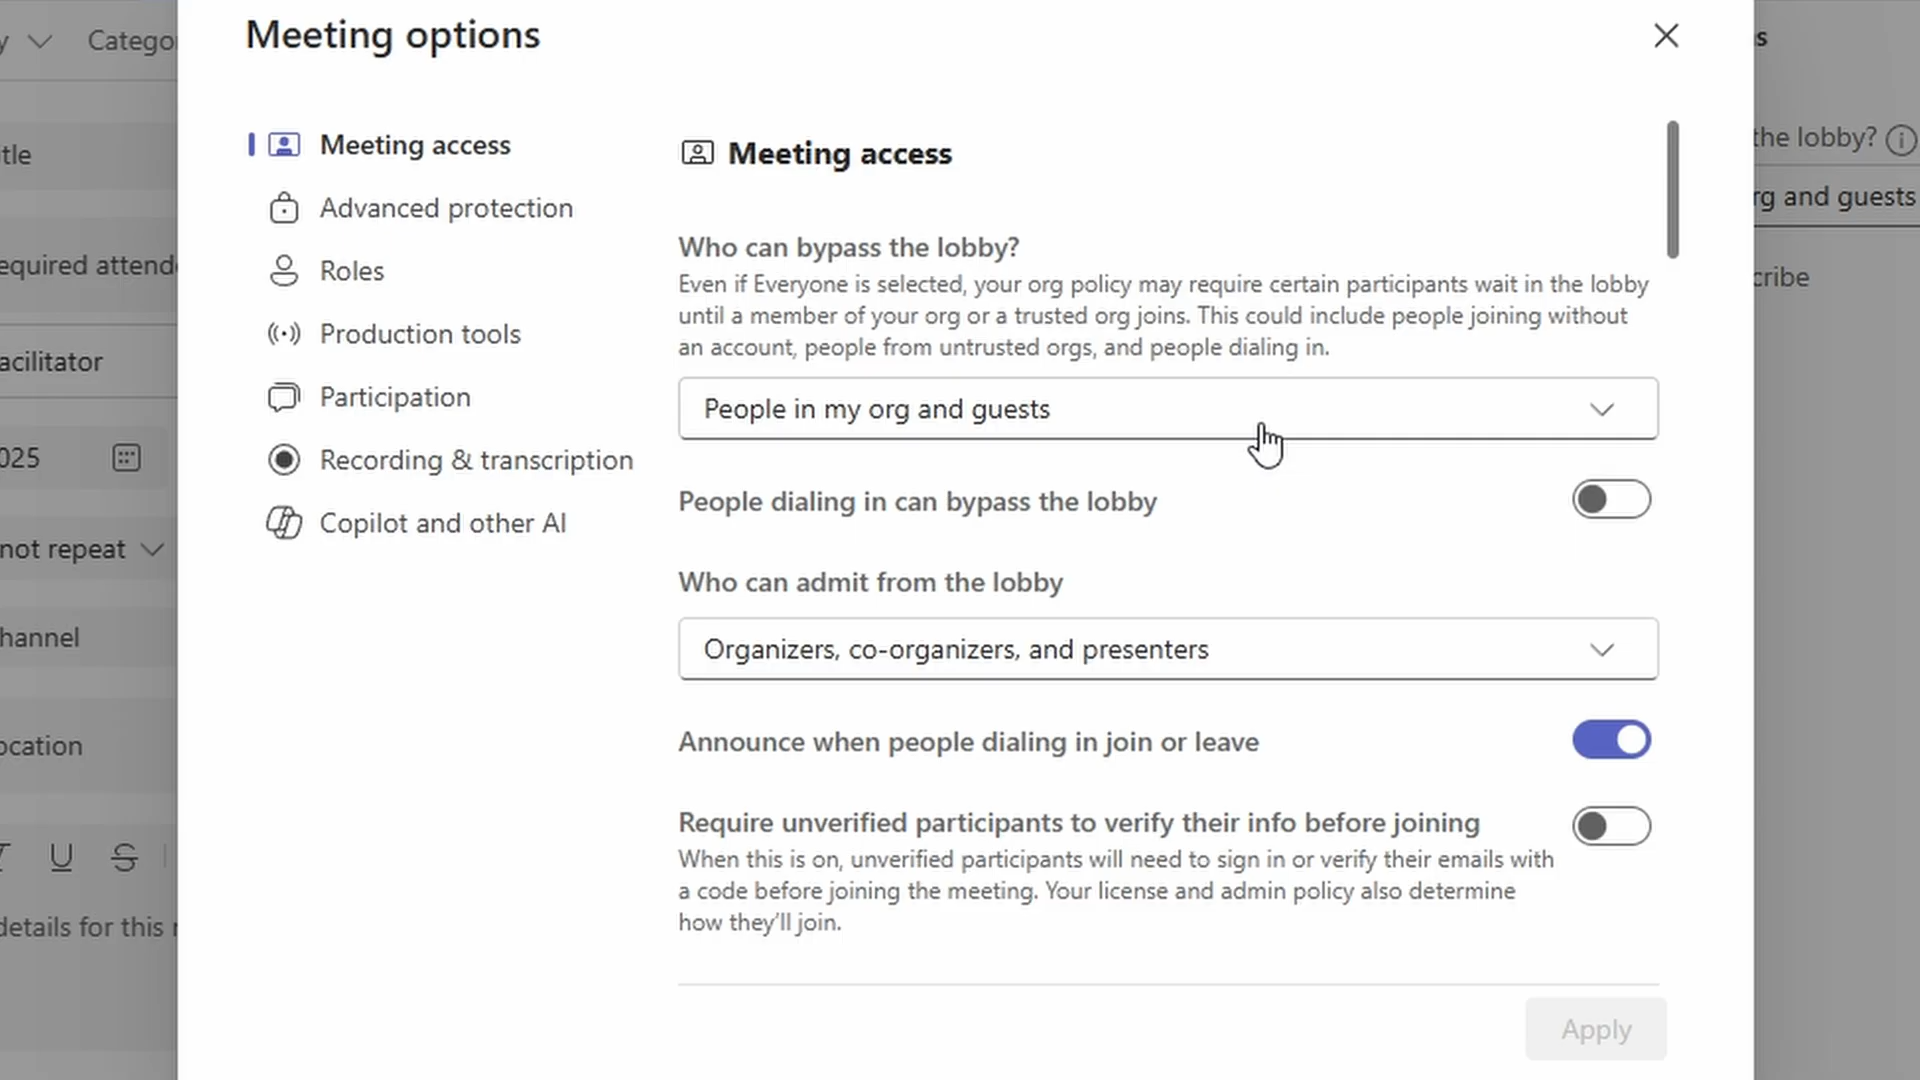 Meeting options
Meeting access
Advanced protection
Roles
Production tools
Participation
Recording & transcription
Copilot and other AI
Meeting access
Who can bypass the lobby?
Even if Everyone is selected, your org policy may require certain participants wait in the lobby
until a member of your org or a trusted org joins. This could include people joining without
an account, people from untrusted orgs, and people dialing in.
People in my org and guests
People dialing in can bypass the lobby
Who can admit from the lobby
Organizers, co-organizers, and presenters
Announce when people dialing in join or leave
Require unverified participants to verify their info before joining
When this is on, unverified participants will need to sign in or verify their emails with
a code before joining the meeting. Your license and admin policy also determine
how they'll join.
Apply
y
Catego
itle
equired attend
acilitator
025
not repeat
hannel
ocation
U S
details for this
s
the lobby?
rg and guests
cribe